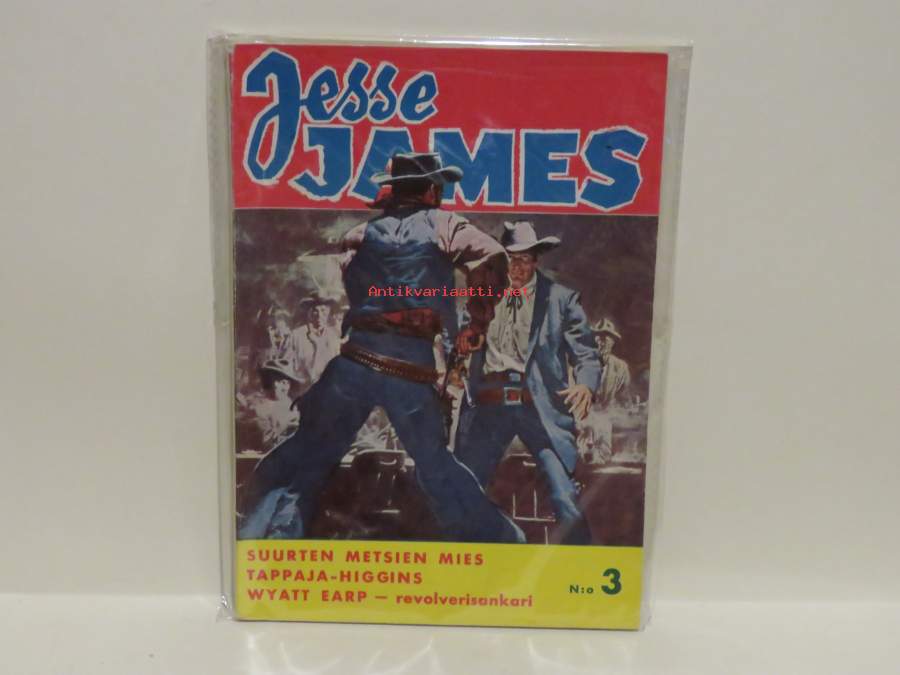 Jesse
JAMES
Antikvariaatti.net
SUURTEN METSIEN MIES
TAPPAJA-HIGGINS
WYATT EARP – revolverisankari
N:o 3